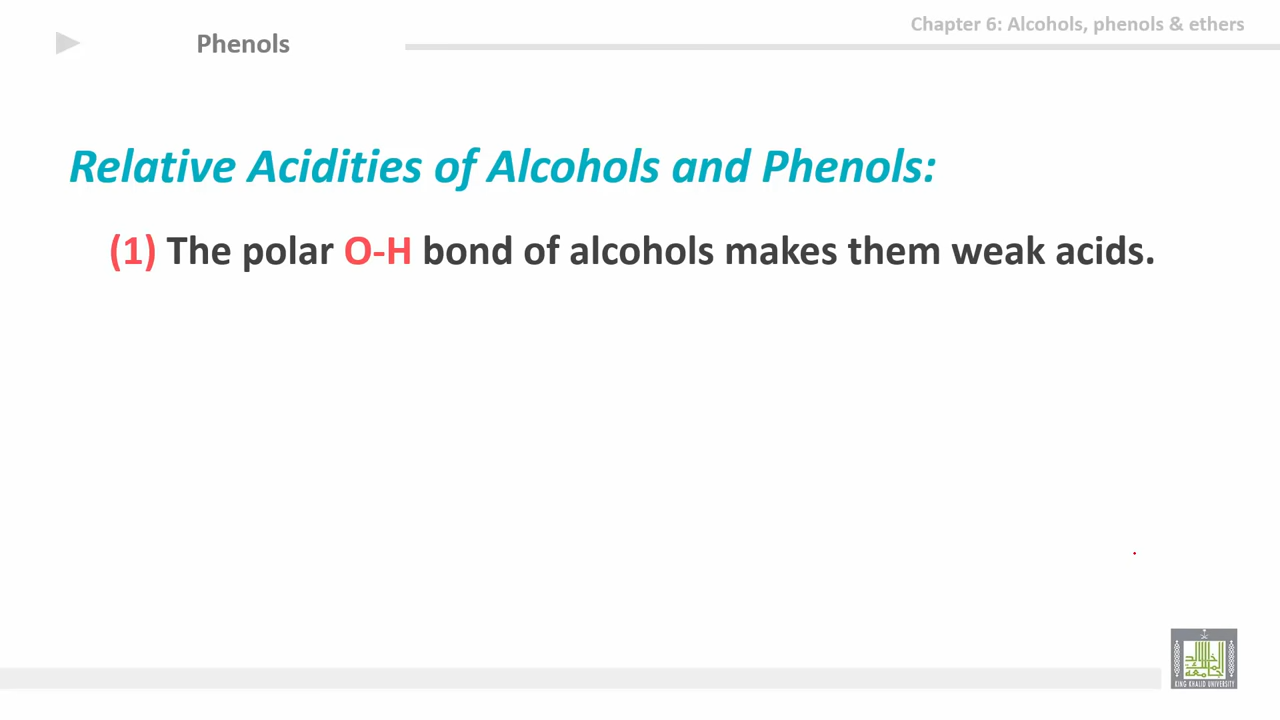 Chapter 6: Alcohols, phenols & ethers
Phenols
Relative Acidities of Alcohols and Phenols:
(1) The polar O-H bond of alcohols makes them weak acids.
KING KHALID UNIVERSITY